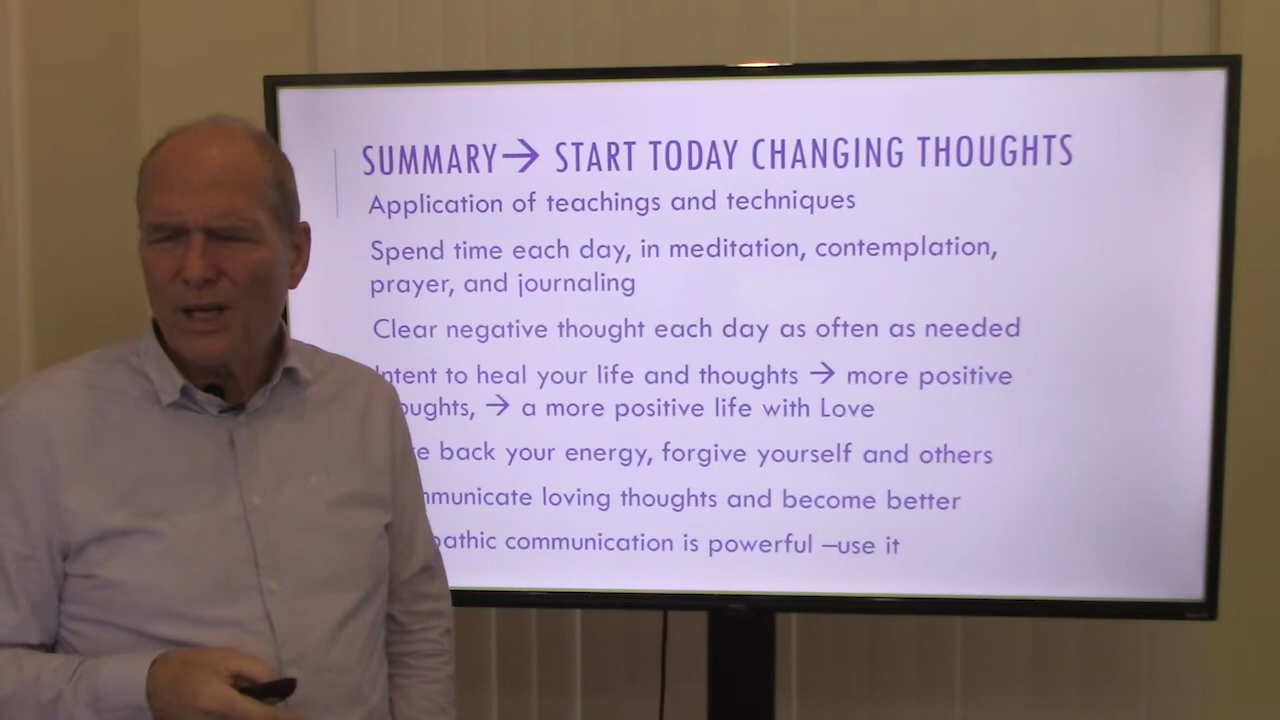 SUMMARY→ START TODAY CHANGING THOUGHTS
Application of teachings and techniques
Spend time each day, in meditation, contemplation,
prayer, and journaling
Clear negative thought each day as often as needed
Intent to heal your life and thoughts → more positive
→ a more positive life with Love
back your energy, forgive yourself and others
loving thoughts and become better
communication is powerful –use it